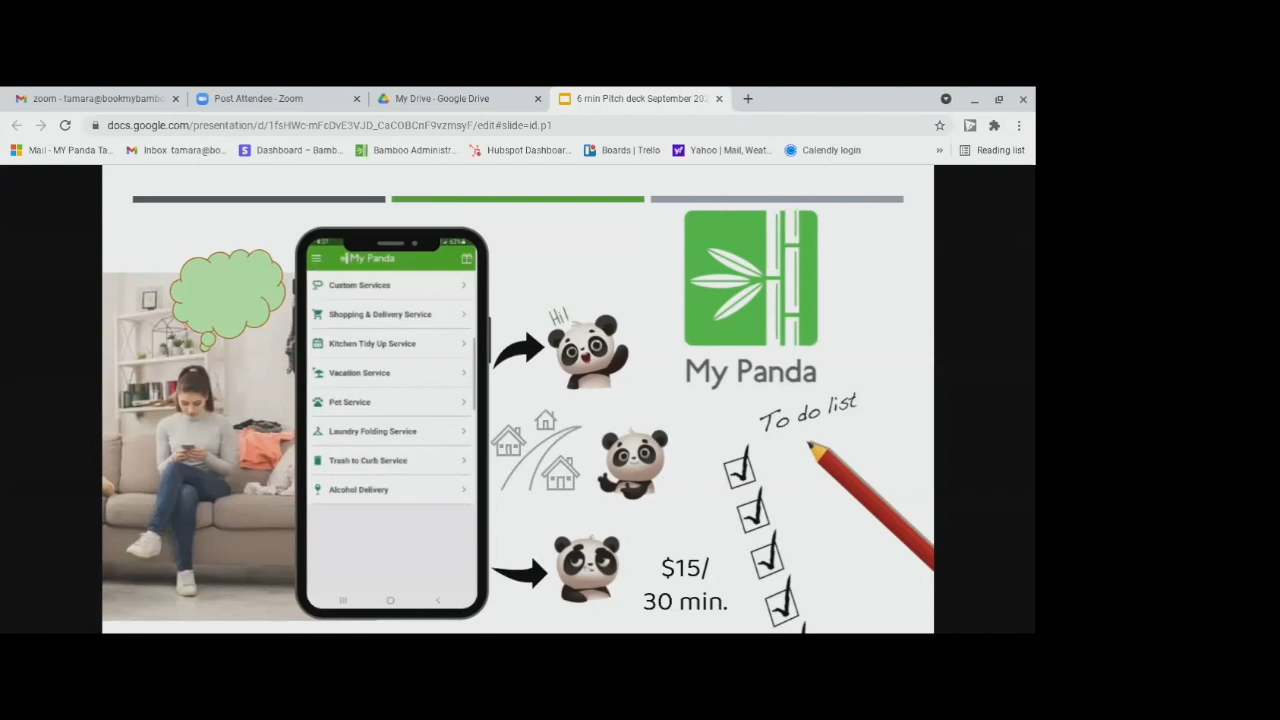 zoom - tamara@bookmybambo
Post Attendee - Zoom
My Drive - Google Drive
6 min Pitch deck September 202
docs.google.com/presentation/d/1fsHWc-mFcDvE3VJD_CaCOBCnF9vzmsyF/edit#slide=id.p1
Mail - MY Panda Ta...
Inbox tamara@bo...
Dashboard – Bamb...
Bamboo Administr...
Hubspot Dashboar...
Boards | Trello
Yahoo | Mail, Weat...
Calendly login
»
Reading list
My Panda
Custom Services
Shopping & Delivery Service
Kitchen Tidy Up Service
Vacation Service
Pet Service
Laundry Folding Service
Trash to Curb Service
Alcohol Delivery
Hi!
My Panda
To do list
$15/
30 min.